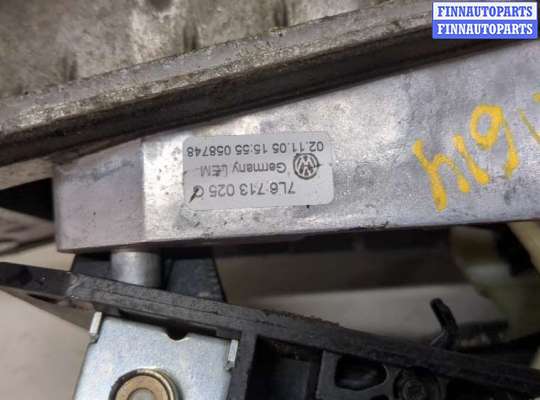 FINNAUTOPARTS
FINNAUTOPARTS
7L6 713 025
Germany LEM
02.11.05 15:55 058748